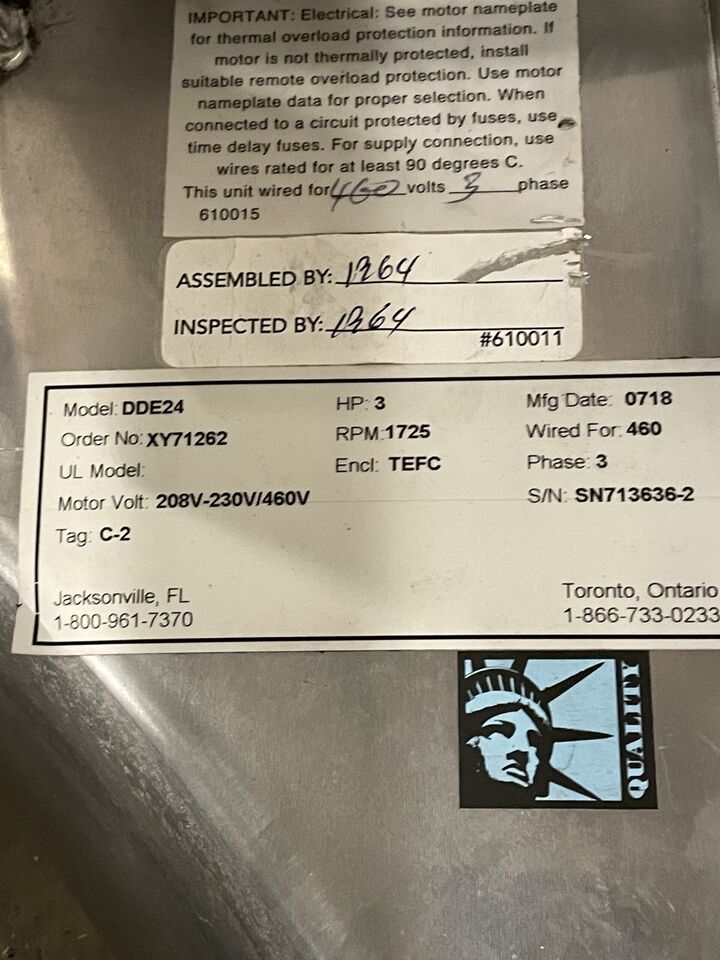 IMPORTANT: Electrical: See motor nameplate
for thermal overload protection information. If
motor is not thermally protected, install
suitable remote overload protection. Use motor
nameplate data for proper selection. When
connected to a circuit protected by fuses, use
time delay fuses. For supply connection, use
wires rated for at least 90 degrees C.
This unit wired for 460 volts 3 phase
610015
ASSEMBLED BY: 1264
INSPECTED BY: 1264
#610011
Model: DDE24 HP: 3 Mfg Date: 0718
Order No: XY71262 RPM: 1725 Wired For: 460
UL Model: Encl: TEFC Phase: 3
Motor Volt: 208V-230V/460V S/N: SN713636-2
Tag: C-2
Jacksonville, FL Toronto, Ontario
1-800-961-7370 1-866-733-0233
QUALITY